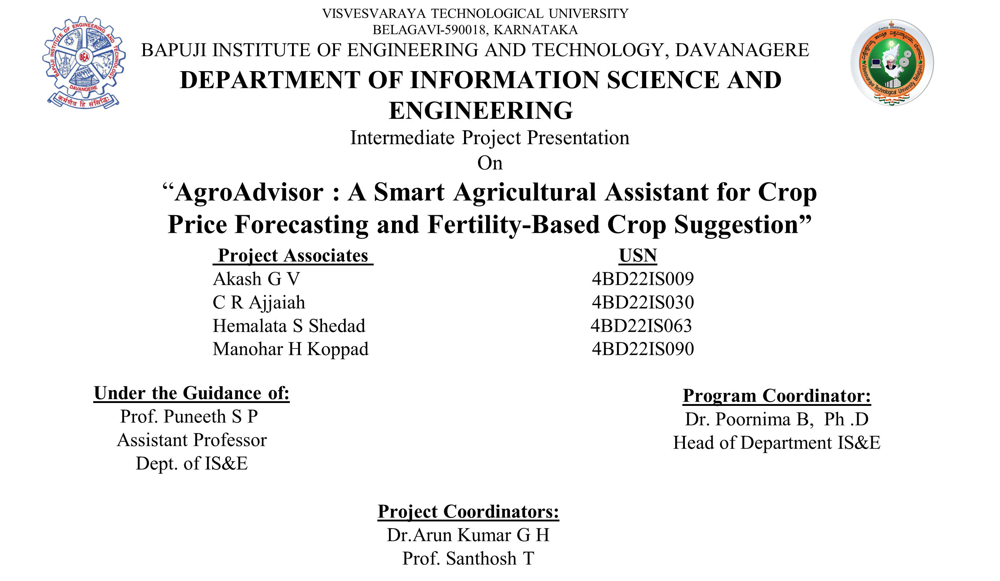 VISVESVARAYA TECHNOLOGICAL UNIVERSITY
BELAGAVI-590018, KARNATAKA
BAPUJI INSTITUTE OF ENGINEERING AND TECHNOLOGY, DAVANAGERE
DEPARTMENT OF INFORMATION SCIENCE AND
ENGINEERING
Intermediate Project Presentation
On
“AgroAdvisor : A Smart Agricultural Assistant for Crop
Price Forecasting and Fertility-Based Crop Suggestion”
Project Associates USN
Akash G V 4BD22IS009
C R Ajjaiah 4BD22IS030
Hemalata S Shedad 4BD22IS063
Manohar H Koppad 4BD22IS090
Under the Guidance of:
Prof. Puneeth S P
Assistant Professor
Dept. of IS&E
Program Coordinator:
Dr. Poornima B, Ph .D
Head of Department IS&E
Project Coordinators:
Dr.Arun Kumar G H
Prof. Santhosh T
BAPUJI INSTITUTE OF ENGINEERING AND TECHNOLOGY
BEA
DAVANGERE
कर्मणैव हि संसिद्धिः
ವಿಶ್ವೇಶ್ವರಯ್ಯ ತಾಂತ್ರಿಕ ವಿಶ್ವವಿದ್ಯಾಲಯ, ಬೆಳಗಾವಿ
Visvesvaraya Technological University, Belagavi